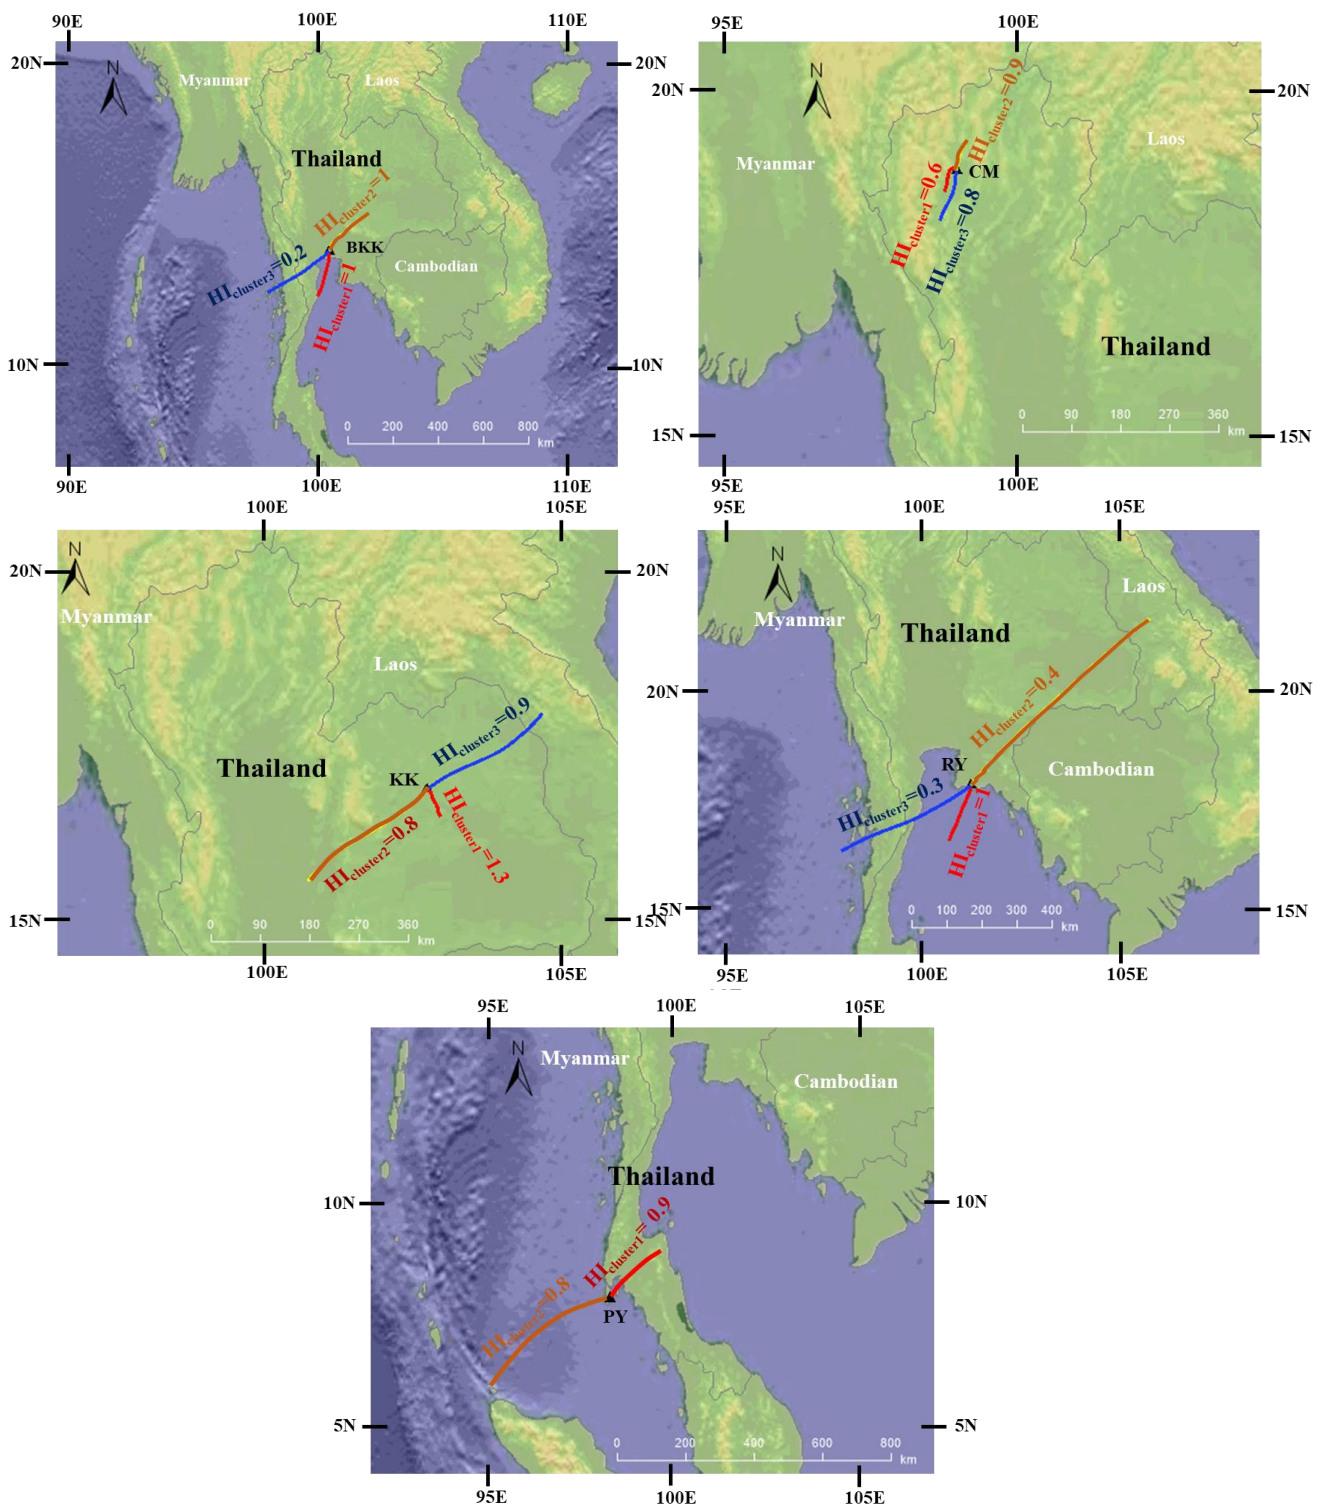 90E 100E 110E
20N 20N
N
Myanmar Laos
Thailand
HIcluster2=1
BKK
HIcluster3=0.2
Cambodian
HIcluster1=1
10N 10N
0 200 400 600 800
km
90E 100E 110E
95E 100E
20N 20N
N
HIcluster2=0.9
Laos
Myanmar
CM
HIcluster1=0.6
HIcluster3=0.8
Thailand
0 90 180 270 360
km
15N 15N
95E 100E
100E 105E
20N 20N
N
Myanmar
Laos
HIcluster3=0.9
Thailand
KK
HIcluster1=1.3
HIcluster2=0.8
15N 15N
0 90 180 270 360
km
100E 105E
95E 100E 105E
N
Laos
Myanmar
Thailand
HIcluster2=0.4
20N 20N
RY
Cambodian
HIcluster3=0.3
HIcluster1=1
15N 15N
0 100 200 300 400
km
95E 100E 105E
95E 100E 105E
N
Myanmar
Cambodian
Thailand
10N 10N
HIcluster1=0.9
HIcluster2=0.8
PY
5N 5N
0 200 400 600 800
km
95E 100E 105E